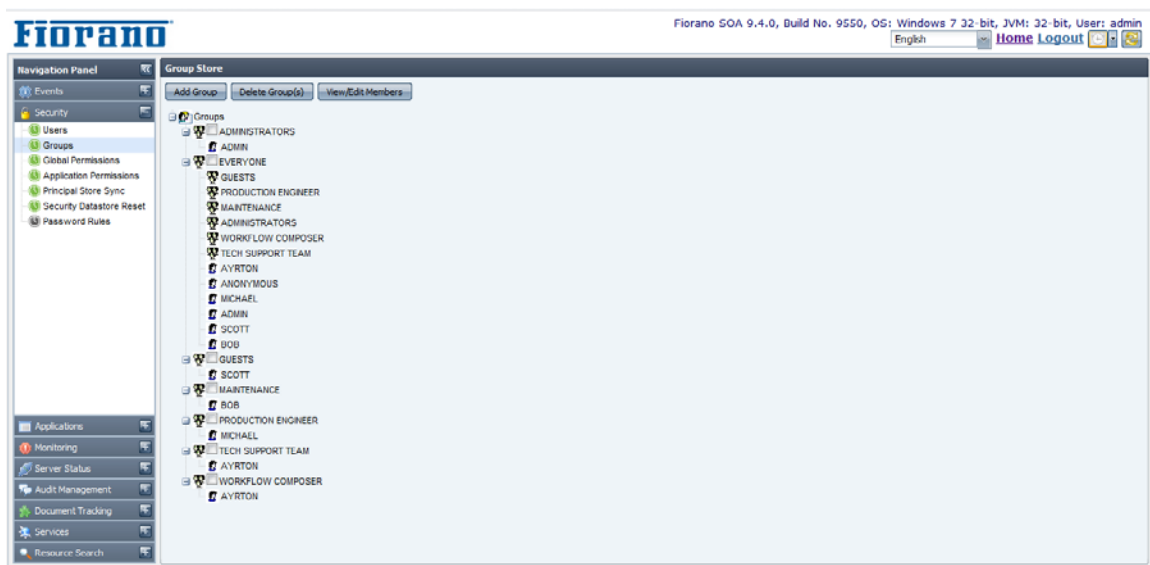 Fiorano
Fiorano SOA 9.4.0, Build No. 9550, OS: Windows 7 32-bit, JVM: 32-bit, User: admin
English Home Logout
Navigation Panel
Events
Security
Users
Groups
Global Permissions
Application Permissions
Principal Store Sync
Security Datastore Reset
Password Rules
Applications
Monitoring
Server Status
Audit Management
Document Tracking
Services
Resource Search
Group Store
Add Group Delete Group(s) View/Edit Members
Groups
ADMINISTRATORS
ADMIN
EVERYONE
GUESTS
PRODUCTION ENGINEER
MAINTENANCE
ADMINISTRATORS
WORKFLOW COMPOSER
TECH SUPPORT TEAM
AYRTON
ANONYMOUS
MICHAEL
ADMIN
SCOTT
BOB
GUESTS
SCOTT
MAINTENANCE
BOB
PRODUCTION ENGINEER
MICHAEL
TECH SUPPORT TEAM
AYRTON
WORKFLOW COMPOSER
AYRTON